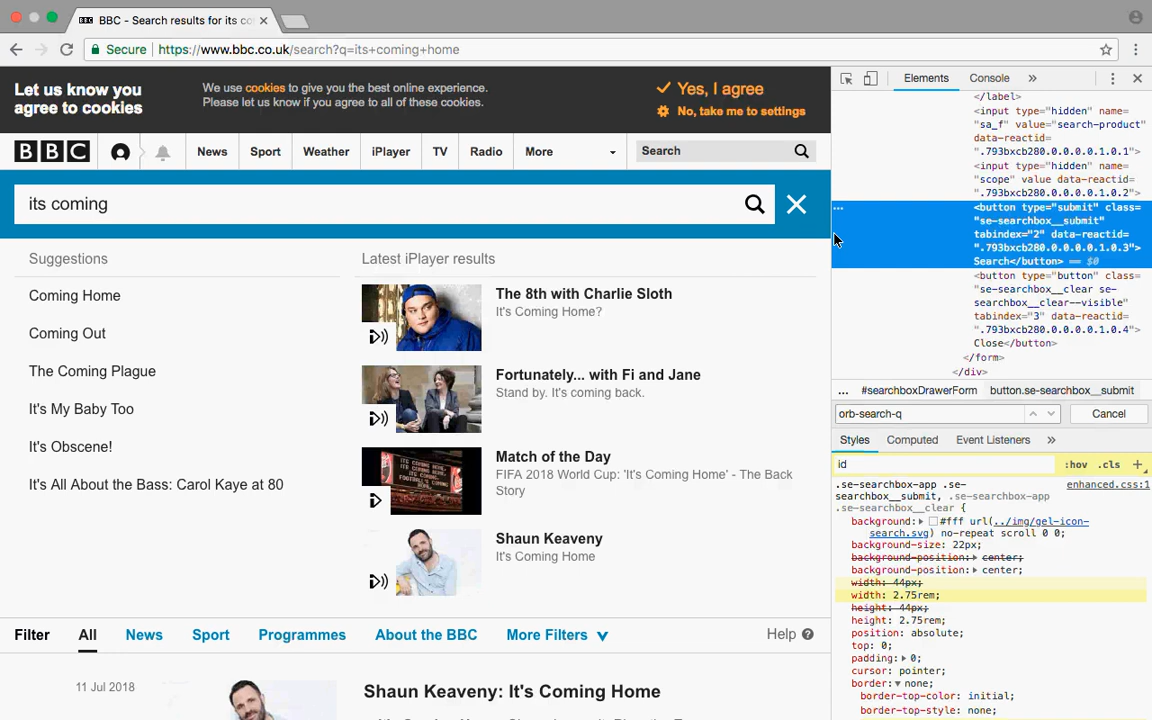 BBC - Search results for its co
Secure
https://www.bbc.co.uk/search?q=its+coming+home
Let us know you
agree to cookies
We use cookies to give you the best online experience.
Please let us know if you agree to all of these cookies.
Yes, I agree
No, take me to settings
BBC
News
Sport
Weather
iPlayer
TV
Radio
More
Search
its coming
Suggestions
Coming Home
Coming Out
The Coming Plague
It's My Baby Too
It's Obscene!
It's All About the Bass: Carol Kaye at 80
Latest iPlayer results
The 8th with Charlie Sloth
It's Coming Home?
Fortunately... with Fi and Jane
Stand by. It's coming back.
Match of the Day
FIFA 2018 World Cup: 'It's Coming Home' - The Back
Story
Shaun Keaveny
It's Coming Home
Filter
All
News
Sport
Programmes
About the BBC
More Filters
Help
11 Jul 2018
Shaun Keaveny: It's Coming Home
Elements
Console
</label>
<input type="hidden" name=
"sa_f" value="search-product"
data-reactid=
".793bxcb280.0.0.0.0.1.0.1">
<input type="hidden" name=
"scope" value data-reactid=
".793bxcb280.0.0.0.0.1.0.2">
<button type="submit" class=
"se-searchbox__submit"
tabindex="2" data-reactid=
".793bxcb280.0.0.0.0.1.0.3">
Search</button> == $0
<button type="button" class=
"se-searchbox__clear se-
searchbox__clear--visible"
tabindex="3" data-reactid=
".793bxcb280.0.0.0.0.1.0.4">
Close</button>
</form>
</div>
... #searchboxDrawerForm button.se-searchbox__submit
orb-search-q
Cancel
Styles
Computed
Event Listeners
id
:hov .cls +
.se-searchbox-app .se-
searchbox__submit, .se-searchbox-app
.se-searchbox__clear {
enhanced.css:1
background: #fff url(../img/gel-icon-
search.svg) no-repeat scroll 0 0;
background-size: 22px;
background-position: center;
background-position: center;
width: 44px;
width: 2.75rem;
height: 44px;
height: 2.75rem;
position: absolute;
top: 0;
padding: 0;
cursor: pointer;
border: none;
border-top-color: initial;
border-top-style: none;